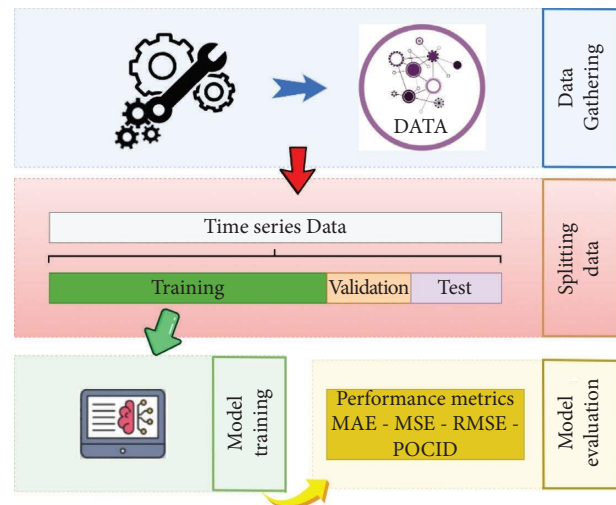 DATA
Data
Gathering
Time series Data
Training
Validation
Test
Splitting
data
Model
training
Performance metrics
MAE - MSE - RMSE -
POCID
Model
evaluation